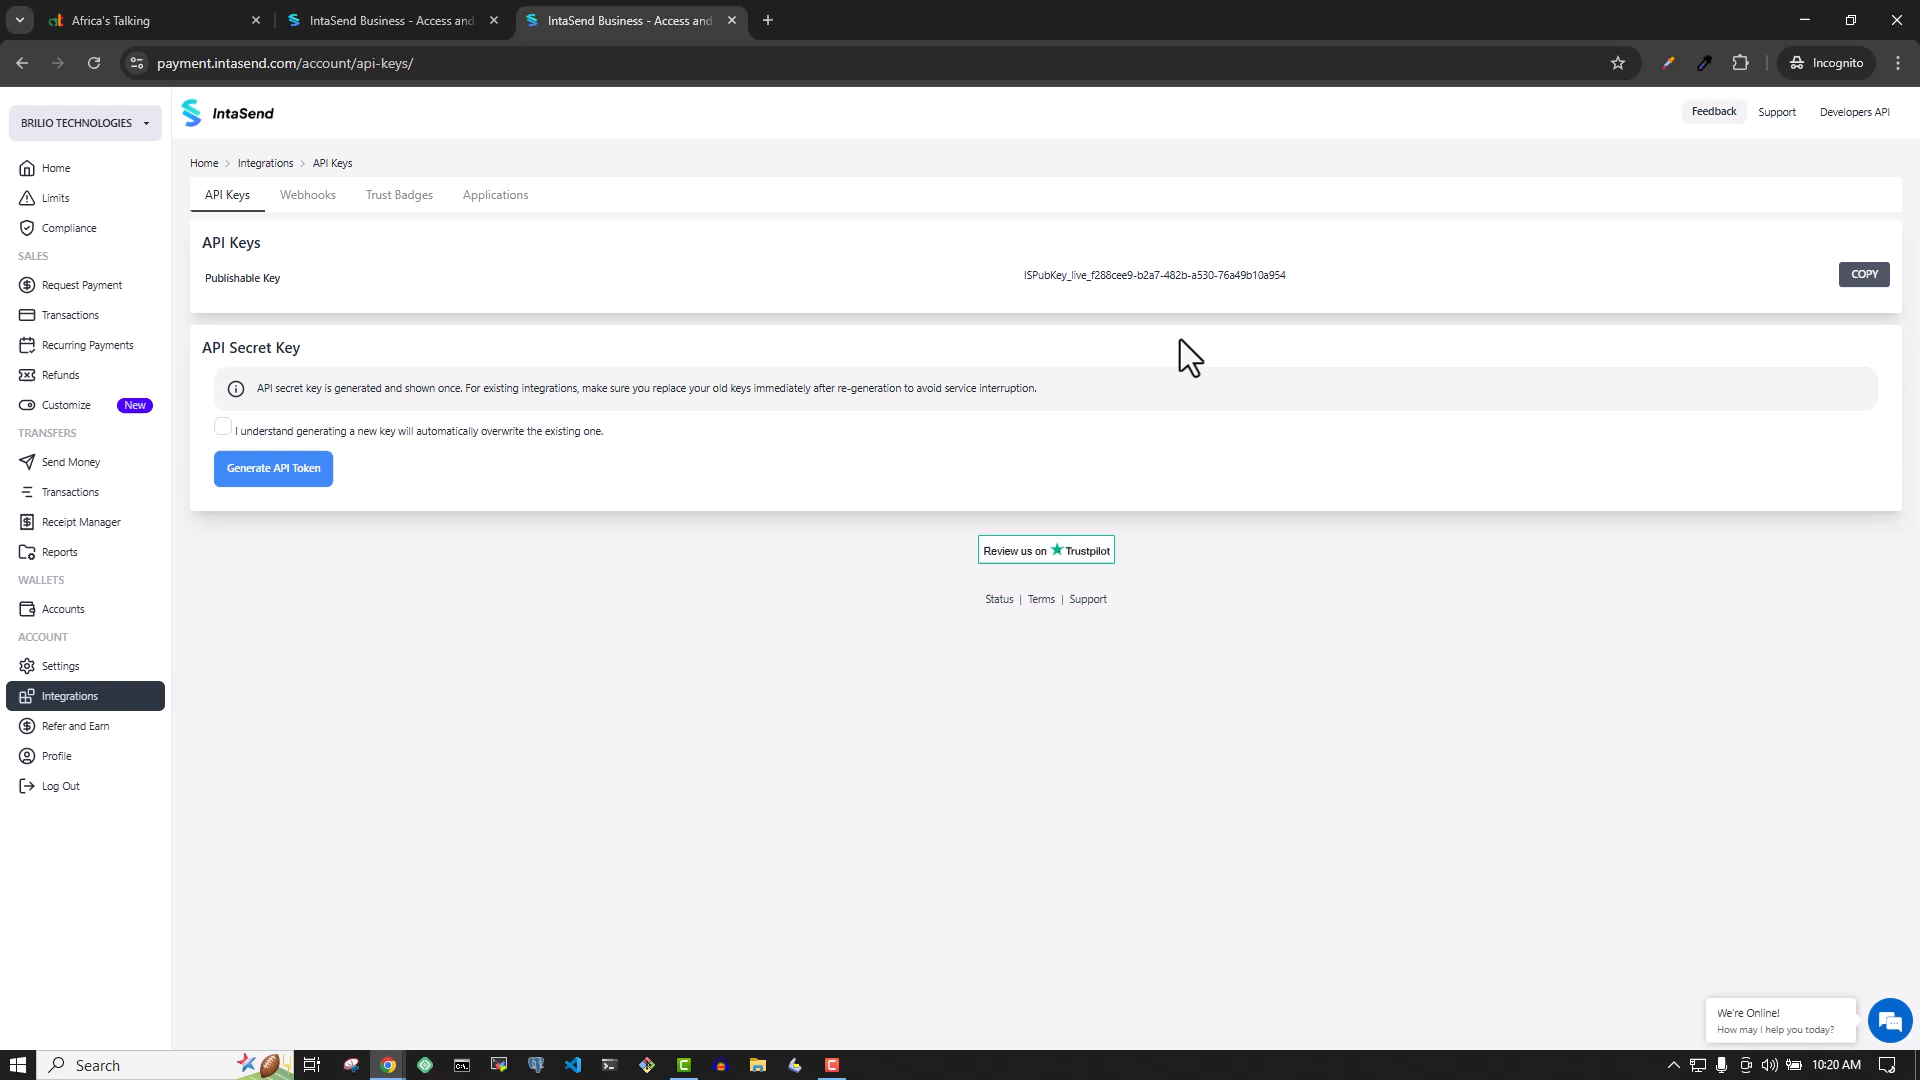 Africa's Talking
IntaSend Business - Access and
IntaSend Business - Access and
payment.intasend.com/account/api-keys/
Incognito
BRILIO TECHNOLOGIES
IntaSend
Feedback
Support
Developers API
Home
Limits
Compliance
SALES
Request Payment
Transactions
Recurring Payments
Refunds
Customize New
TRANSFERS
Send Money
Transactions
Receipt Manager
Reports
WALLETS
Accounts
ACCOUNT
Settings
Integrations
Refer and Earn
Profile
Log Out
Home > Integrations > API Keys
API Keys Webhooks Trust Badges Applications
API Keys
Publishable Key ISPubKey_live_f288cee9-b2a7-482b-a530-76a49b10a954 COPY
API Secret Key
API secret key is generated and shown once. For existing integrations, make sure you replace your old keys immediately after re-generation to avoid service interruption.
I understand generating a new key will automatically overwrite the existing one.
Generate API Token
Review us on Trustpilot
Status | Terms | Support
We're Online!
How may I help you today?
Search
10:20 AM